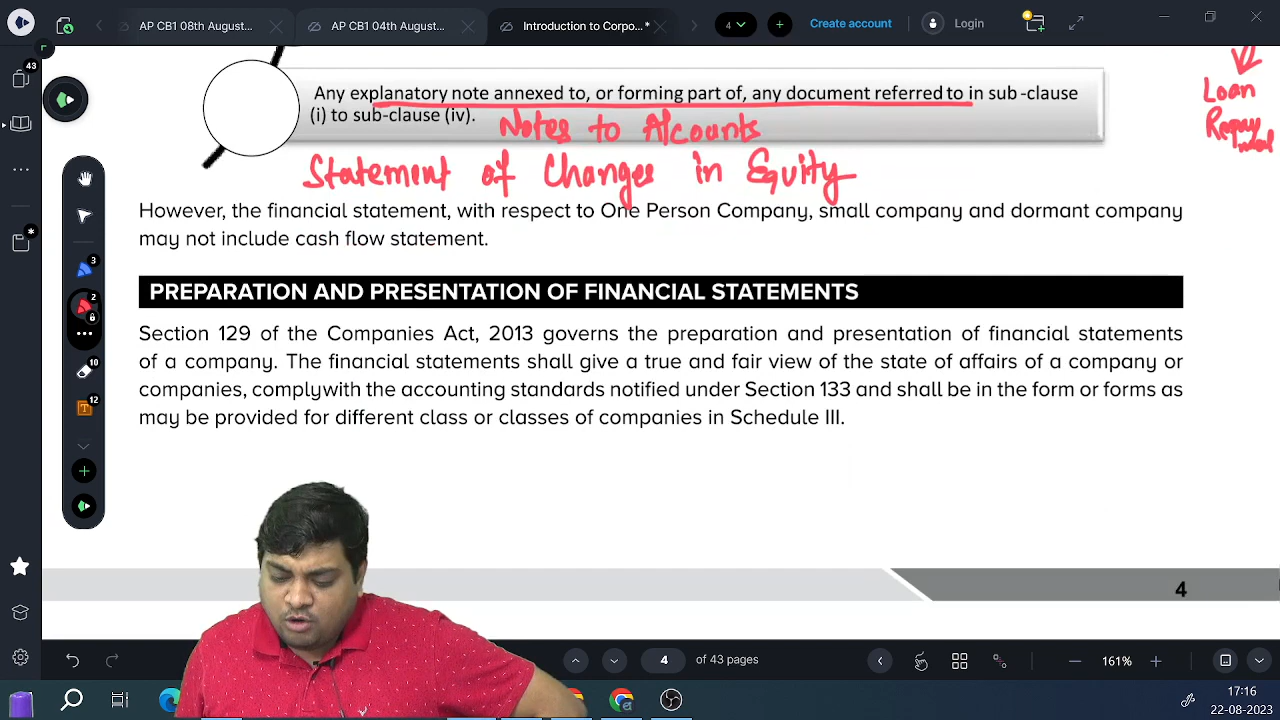 AP CB1 08th August...
AP CB1 04th August...
Introduction to Corpo...*
4
Create account
Login
43
Any explanatory note annexed to, or forming part of, any document referred to in sub-clause
(i) to sub-clause (iv).
Notes to Accounts
Statement of Changes in Equity
Loan
Repayment
However, the financial statement, with respect to One Person Company, small company and dormant company
may not include cash flow statement.
PREPARATION AND PRESENTATION OF FINANCIAL STATEMENTS
Section 129 of the Companies Act, 2013 governs the preparation and presentation of financial statements
of a company. The financial statements shall give a true and fair view of the state of affairs of a company or
companies, complywith the accounting standards notified under Section 133 and shall be in the form or forms as
may be provided for different class or classes of companies in Schedule III.
3
2
10
12
T
4
4
of 43 pages
161%
17:16
22-08-2023